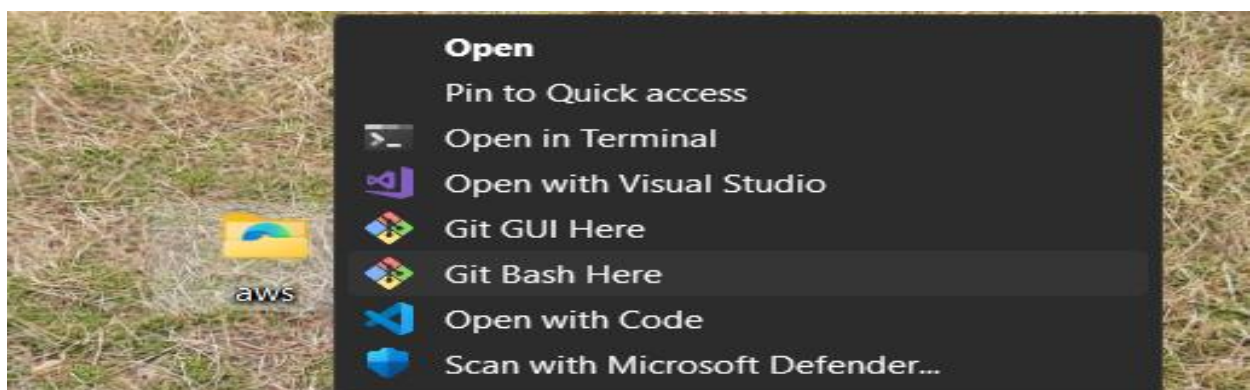 Open
Pin to Quick access
Open in Terminal
Open with Visual Studio
Git GUI Here
aws
Git Bash Here
Open with Code
Scan with Microsoft Defender...